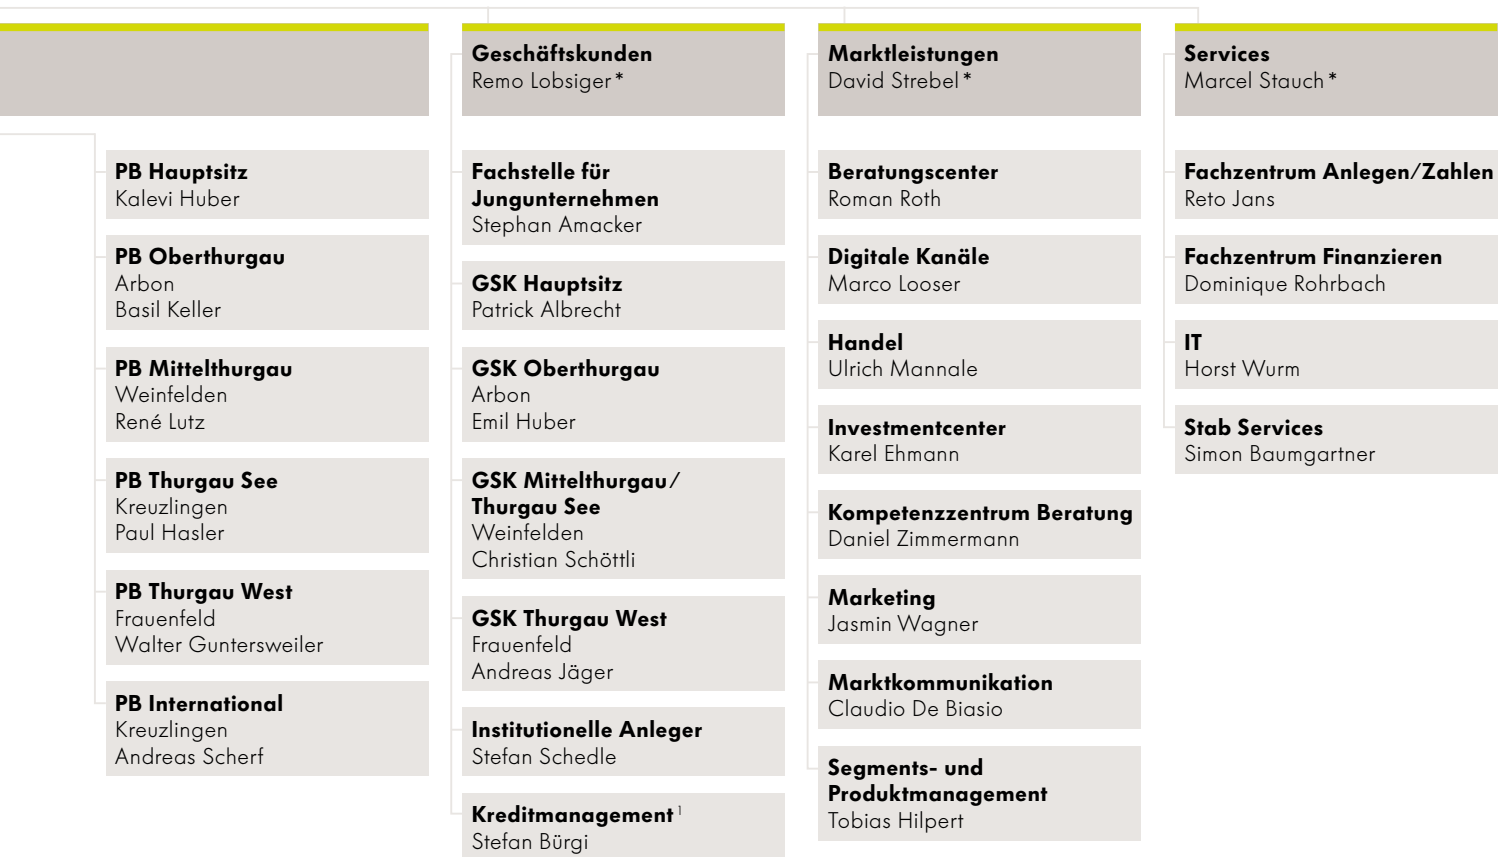 PB Hauptsitz
Kalevi Huber
PB Oberthurgau
Arbon
Basil Keller
PB Mittelthurgau
Weinfelden
René Lutz
PB Thurgau See
Kreuzlingen
Paul Hasler
PB Thurgau West
Frauenfeld
Walter Guntersweiler
PB International
Kreuzlingen
Andreas Scherf
Geschäftskunden
Remo Lobsiger*
Fachstelle für
Jungunternehmen
Stephan Amacker
GSK Hauptsitz
Patrick Albrecht
GSK Oberthurgau
Arbon
Emil Huber
GSK Mittelthurgau/
Thurgau See
Weinfelden
Christian Schöttli
GSK Thurgau West
Frauenfeld
Andreas Jäger
Institutionelle Anleger
Stefan Schedle
Kreditmanagement¹
Stefan Bürgi
Marktleistungen
David Strebel*
Beratungscenter
Roman Roth
Digitale Kanäle
Marco Looser
Handel
Ulrich Mannale
Investmentcenter
Karel Ehmann
Kompetenzzentrum Beratung
Daniel Zimmermann
Marketing
Jasmin Wagner
Marktkommunikation
Claudio De Biasio
Segments- und
Produktmanagement
Tobias Hilpert
Services
Marcel Stauch*
Fachzentrum Anlegen/Zahlen
Reto Jans
Fachzentrum Finanzieren
Dominique Rohrbach
IT
Horst Wurm
Stab Services
Simon Baumgartner